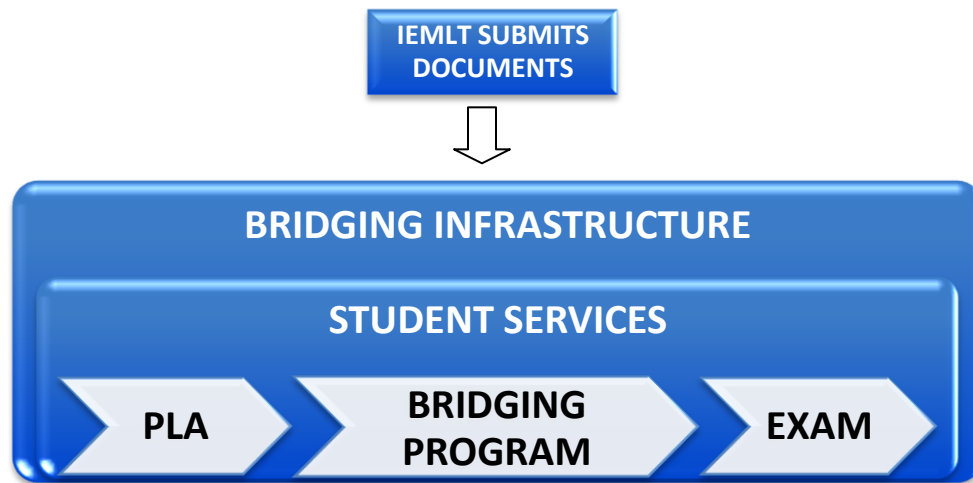 IEMLT SUBMITS
DOCUMENTS
BRIDGING INFRASTRUCTURE
STUDENT SERVICES
PLA
BRIDGING
PROGRAM
EXAM